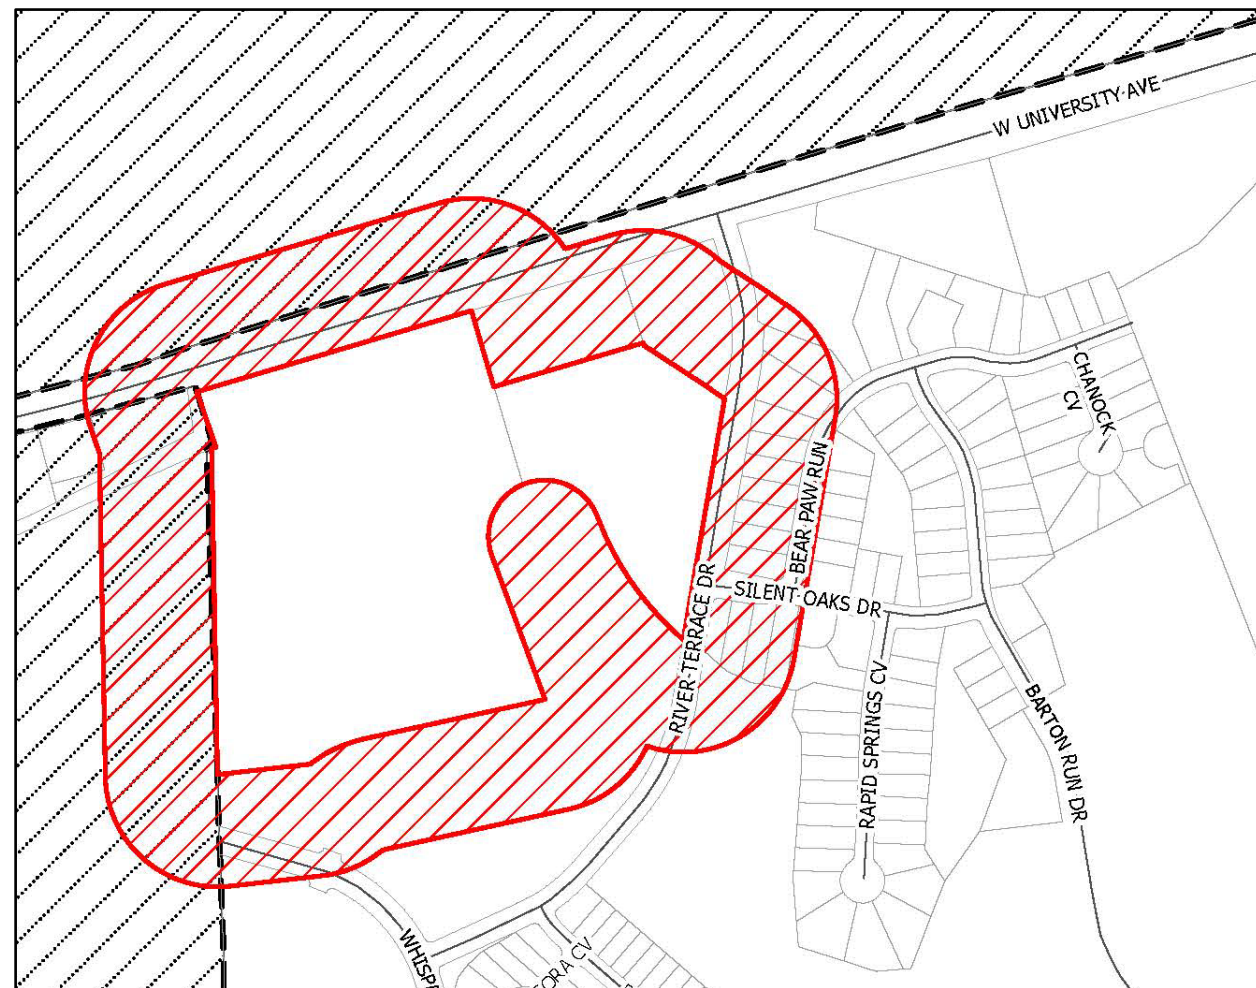 W UNIVERSITY AVE
CHANOCK
CV
BEAR PAW RUN
SILENT OAKS DR
RIVER TERRACE DR
RAPID SPRINGS CV
BARTON RUN DR
CV